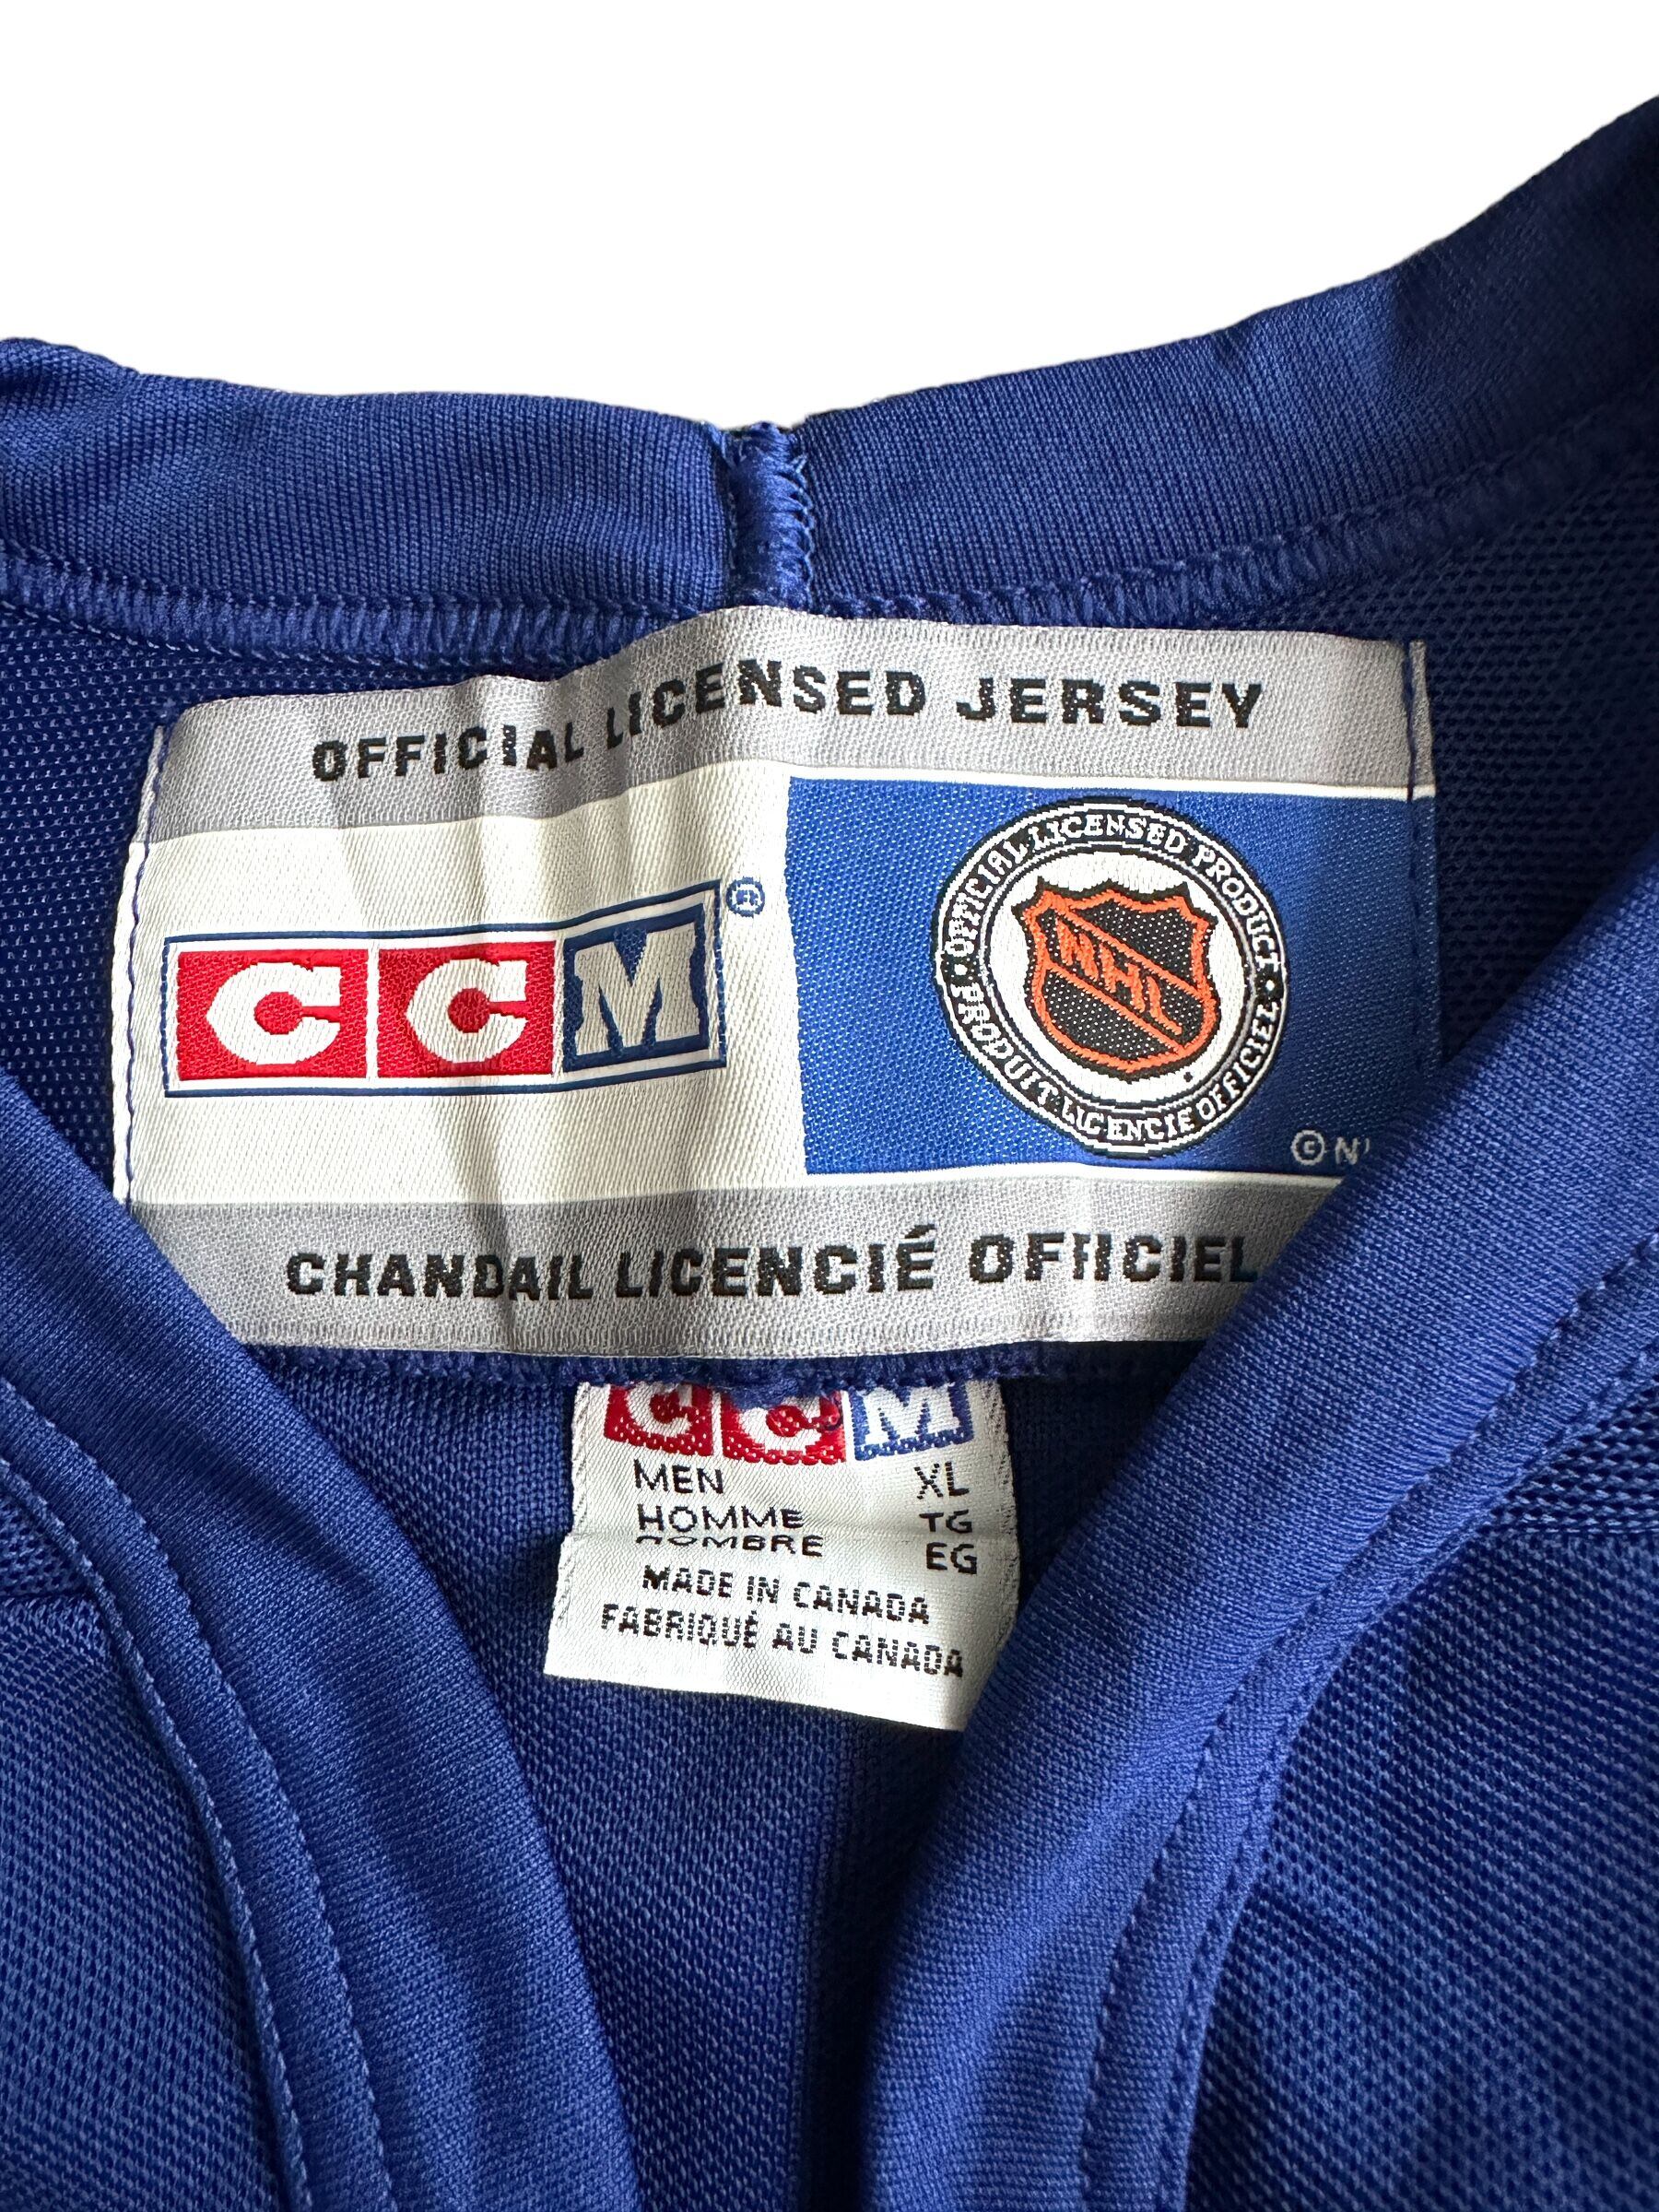 OFFICIAL LICENSED JERSEY
CCM®
• OFFICIAL LICENSED PRODUCT •
NHL
PRODUIT LICENCIE OFFICIEL
©
CHANDAIL LICENCIÉ OFFICIEL
CCM
MEN XL
HOMME TG
HOMBRE EG
MADE IN CANADA
FABRIQUÉ AU CANADA